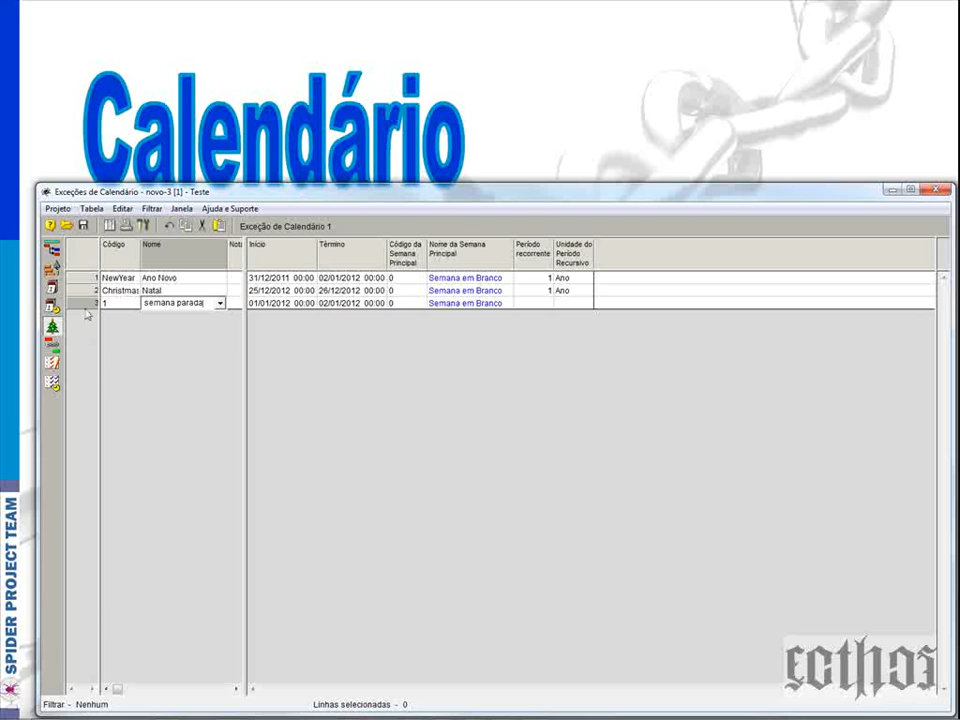 Calendário
Exceções de Calendário - novo-3 [1] - Teste
Projeto Tabela Editar Filtrar Janela Ajuda e Suporte
Exceção de Calendário 1
Código Nome Nota Início Término Código da Semana Principal Nome da Semana Principal Período recorrente Unidade do Período Recursivo
1 NewYear Ano Novo 31/12/2011 00:00 02/01/2012 00:00 0 Semana em Branco 1 Ano
2 Christmas Natal 25/12/2012 00:00 26/12/2012 00:00 0 Semana em Branco 1 Ano
3 1 semana parada 01/01/2012 00:00 02/01/2012 00:00 0 Semana em Branco
Filtrar - Nenhum Linhas selecionadas - 0
SPIDER PROJECT TEAM